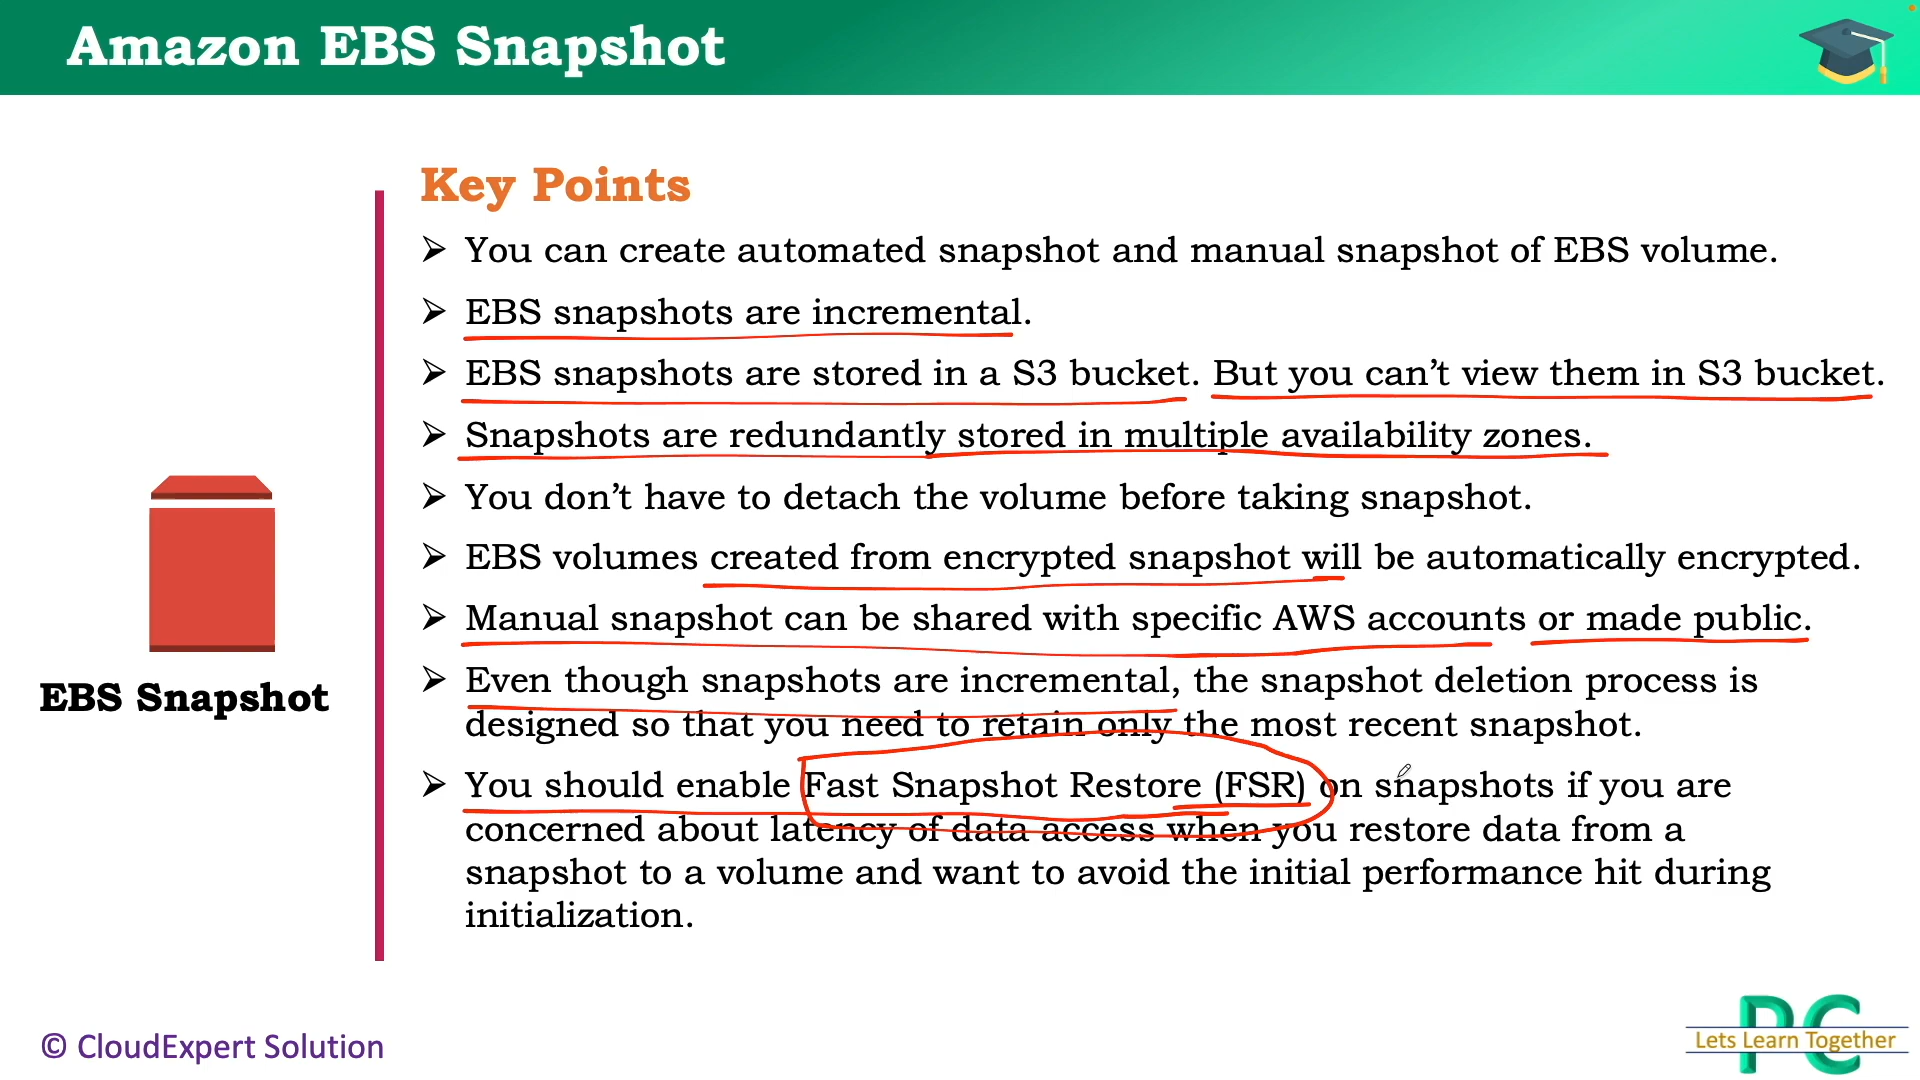 Amazon EBS Snapshot
Key Points
➢ You can create automated snapshot and manual snapshot of EBS volume.
➢ EBS snapshots are incremental.
➢ EBS snapshots are stored in a S3 bucket. But you can’t view them in S3 bucket.
➢ Snapshots are redundantly stored in multiple availability zones.
➢ You don’t have to detach the volume before taking snapshot.
➢ EBS volumes created from encrypted snapshot will be automatically encrypted.
➢ Manual snapshot can be shared with specific AWS accounts or made public.
➢ Even though snapshots are incremental, the snapshot deletion process is
designed so that you need to retain only the most recent snapshot.
➢ You should enable Fast Snapshot Restore (FSR) on snapshots if you are
concerned about latency of data access when you restore data from a
snapshot to a volume and want to avoid the initial performance hit during
initialization.
EBS Snapshot
© CloudExpert Solution
PC
Lets Learn Together